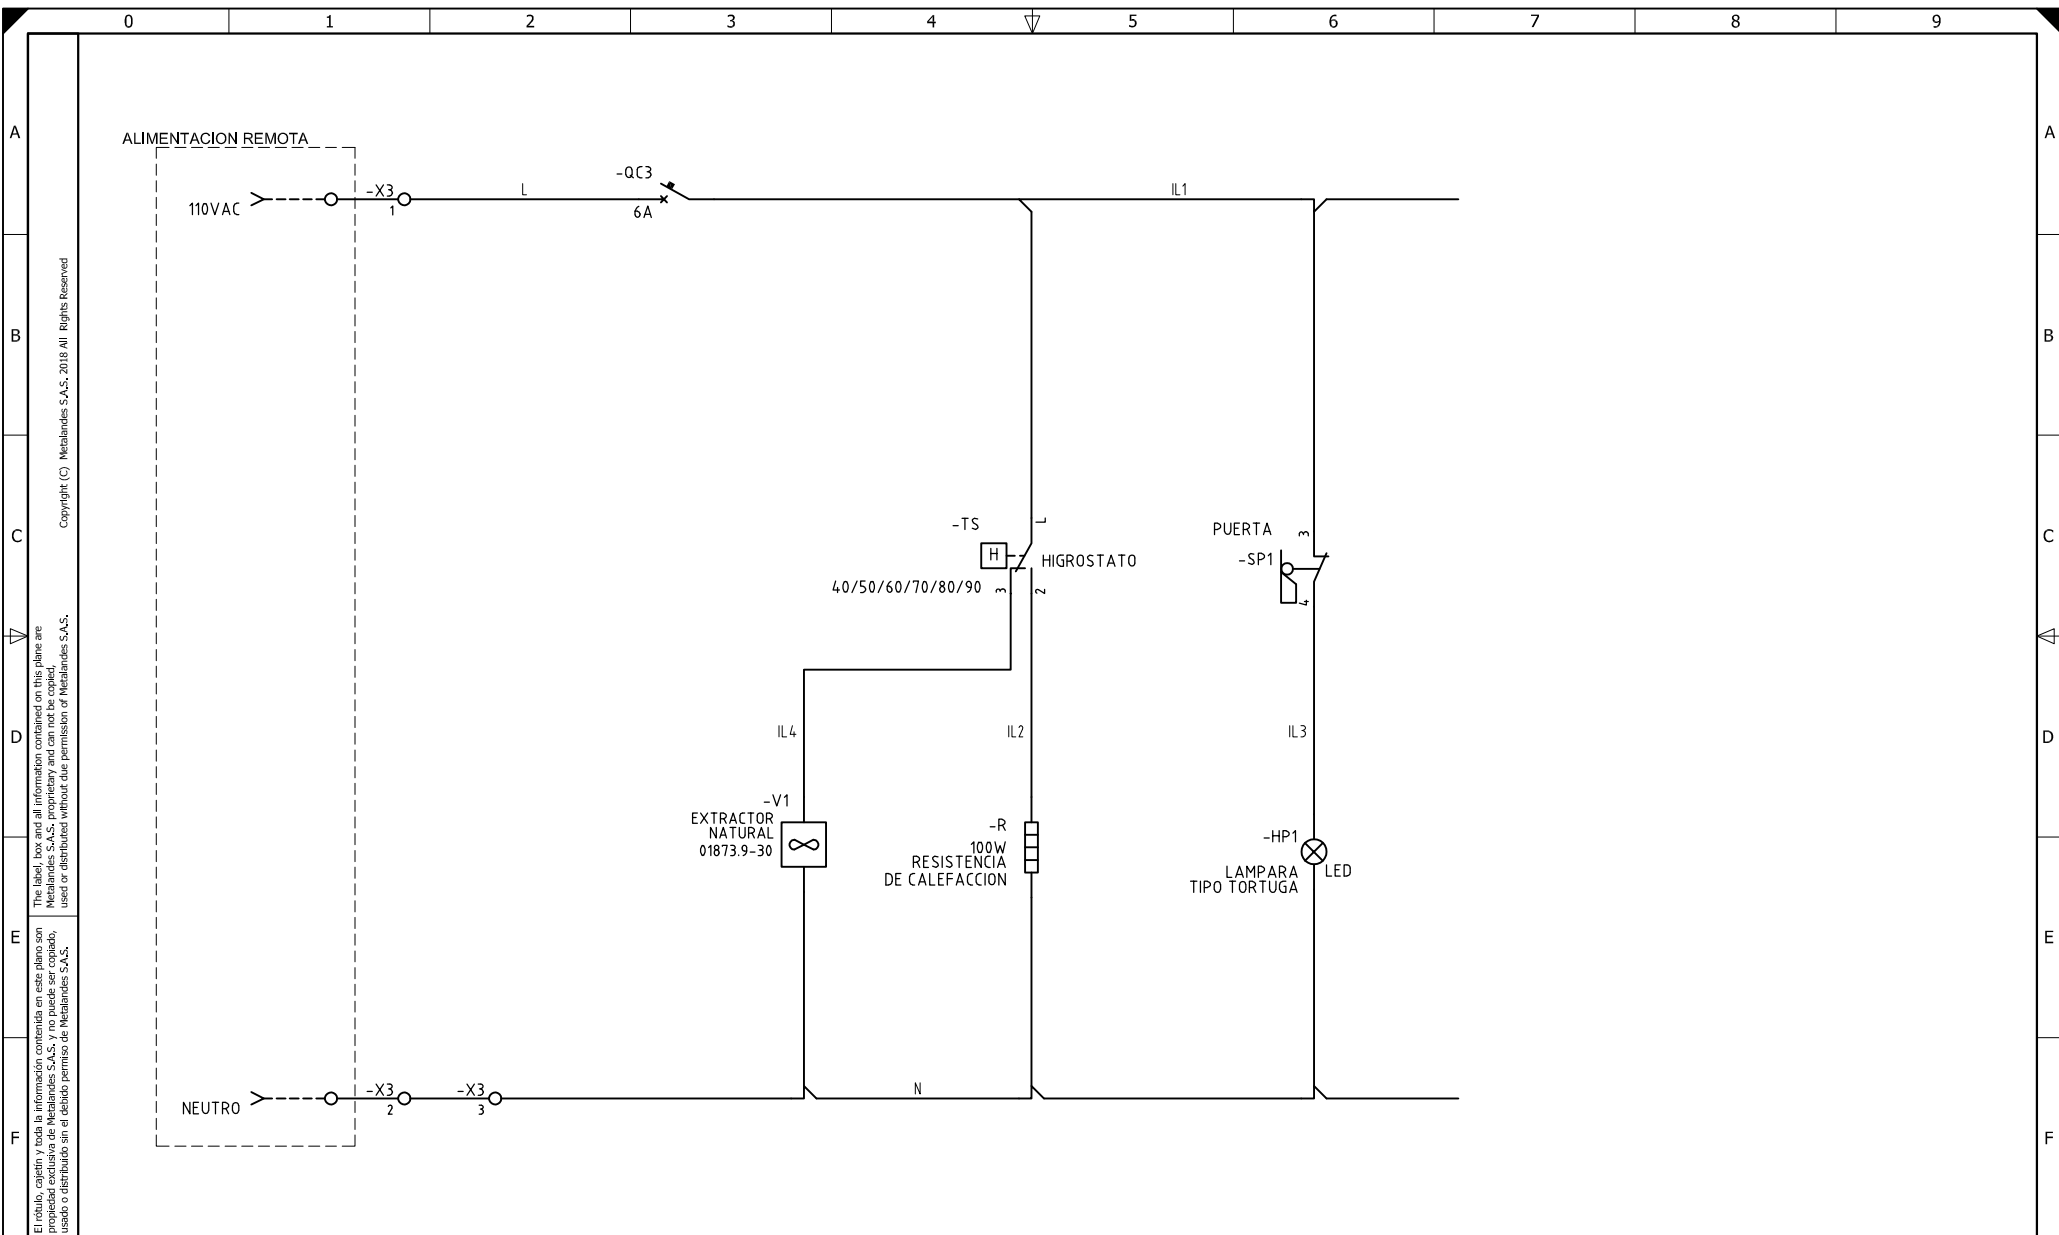 0 1 2 3 4 5 6 7 8 9
A A
ALIMENTACION REMOTA
-QC3
-X3 L IL1
110VAC 1 6A
B B
C C
-TS L PUERTA 3
H HIGROSTATO -SP1
40/50/60/70/80/90 3 2 4
D D
IL4 IL2 IL3
-V1
EXTRACTOR
NATURAL
01873.9-30
-R
100W
RESISTENCIA
DE CALEFACCION
-HP1
LAMPARA LED
TIPO TORTUGA
E E
-X3 -X3 N
NEUTRO 2 3
F F
Copyright (C) Metalandes S.A.S. 2018 All Rights Reserved
The label, box and all information contained on this plane are
Metalandes S.A.S. proprietary and can not be copied,
used or distributed without due permission of Metalandes S.A.S.
El rótulo, cajetín y toda la información contenida en este plano son
propiedad exclusiva de Metalandes S.A.S. y no puede ser copiado,
usado o distribuido sin el debido permiso de Metalandes S.A.S.